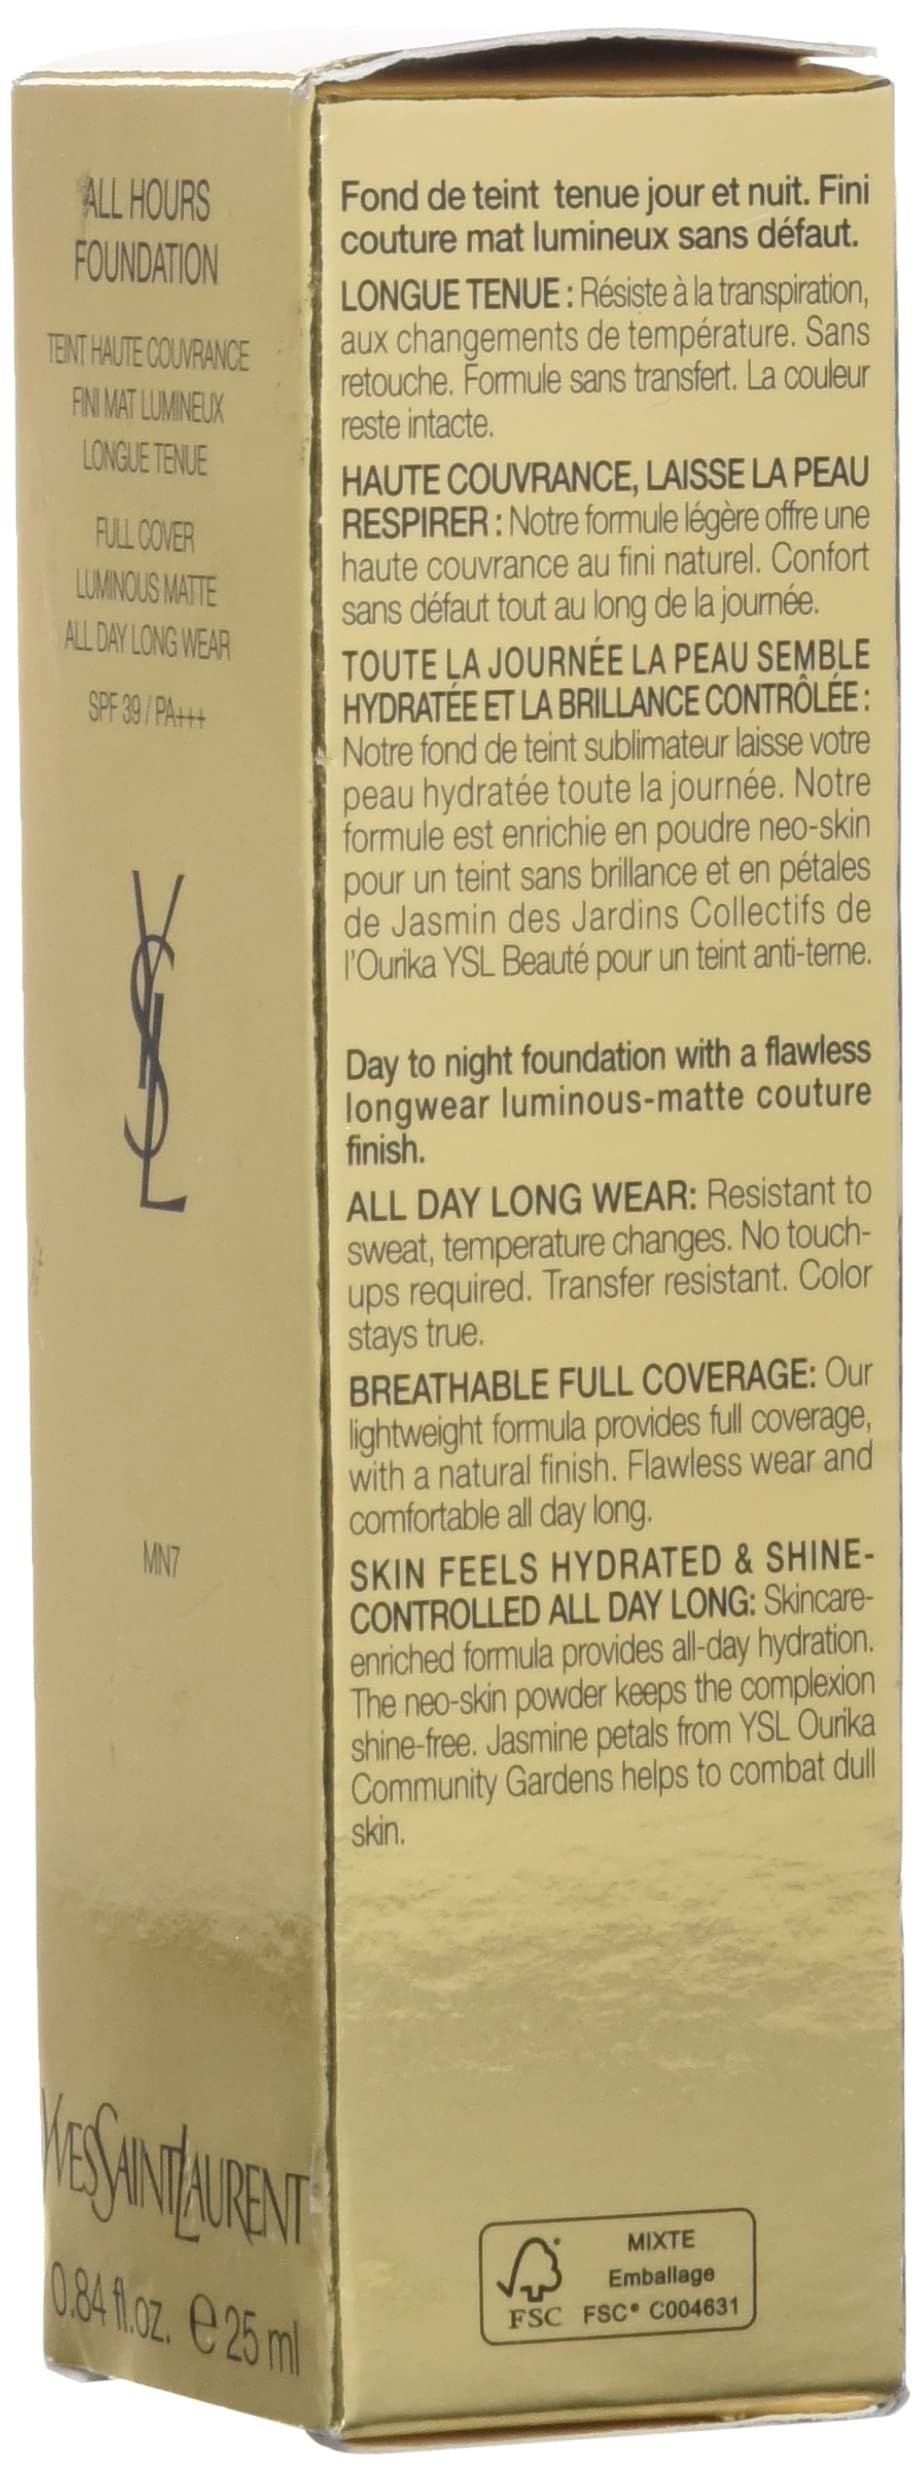 ALL HOURS
FOUNDATION
TEINT HAUTE COUVRANCE
FINI MAT LUMINEUX
LONGUE TENUE
FULL COVER
LUMINOUS MATTE
ALL DAY LONG WEAR
SPF 39 / PA+++
YSL
MN7
YVESSAINTLAURENT
0.84 fl.oz. ℮ 25 ml
Fond de teint tenue jour et nuit. Fini
couture mat lumineux sans défaut.
LONGUE TENUE : Résiste à la transpiration,
aux changements de température. Sans
retouche. Formule sans transfert. La couleur
reste intacte.
HAUTE COUVRANCE, LAISSE LA PEAU
RESPIRER : Notre formule légère offre une
haute couvrance au fini naturel. Confort
sans défaut tout au long de la journée.
TOUTE LA JOURNÉE LA PEAU SEMBLE
HYDRATÉE ET LA BRILLANCE CONTRÔLÉE :
Notre fond de teint sublimateur laisse votre
peau hydratée toute la journée. Notre
formule est enrichie en poudre neo-skin
pour un teint sans brillance et en pétales
de Jasmin des Jardins Collectifs de
l'Ourika YSL Beauté pour un teint anti-terne.
Day to night foundation with a flawless
longwear luminous-matte couture
finish.
ALL DAY LONG WEAR: Resistant to
sweat, temperature changes. No touch-
ups required. Transfer resistant. Color
stays true.
BREATHABLE FULL COVERAGE: Our
lightweight formula provides full coverage,
with a natural finish. Flawless wear and
comfortable all day long.
SKIN FEELS HYDRATED & SHINE-
CONTROLLED ALL DAY LONG: Skincare-
enriched formula provides all-day hydration.
The neo-skin powder keeps the complexion
shine-free. Jasmine petals from YSL Ourika
Community Gardens helps to combat dull
skin.
MIXTE
Emballage
FSC FSC® C004631